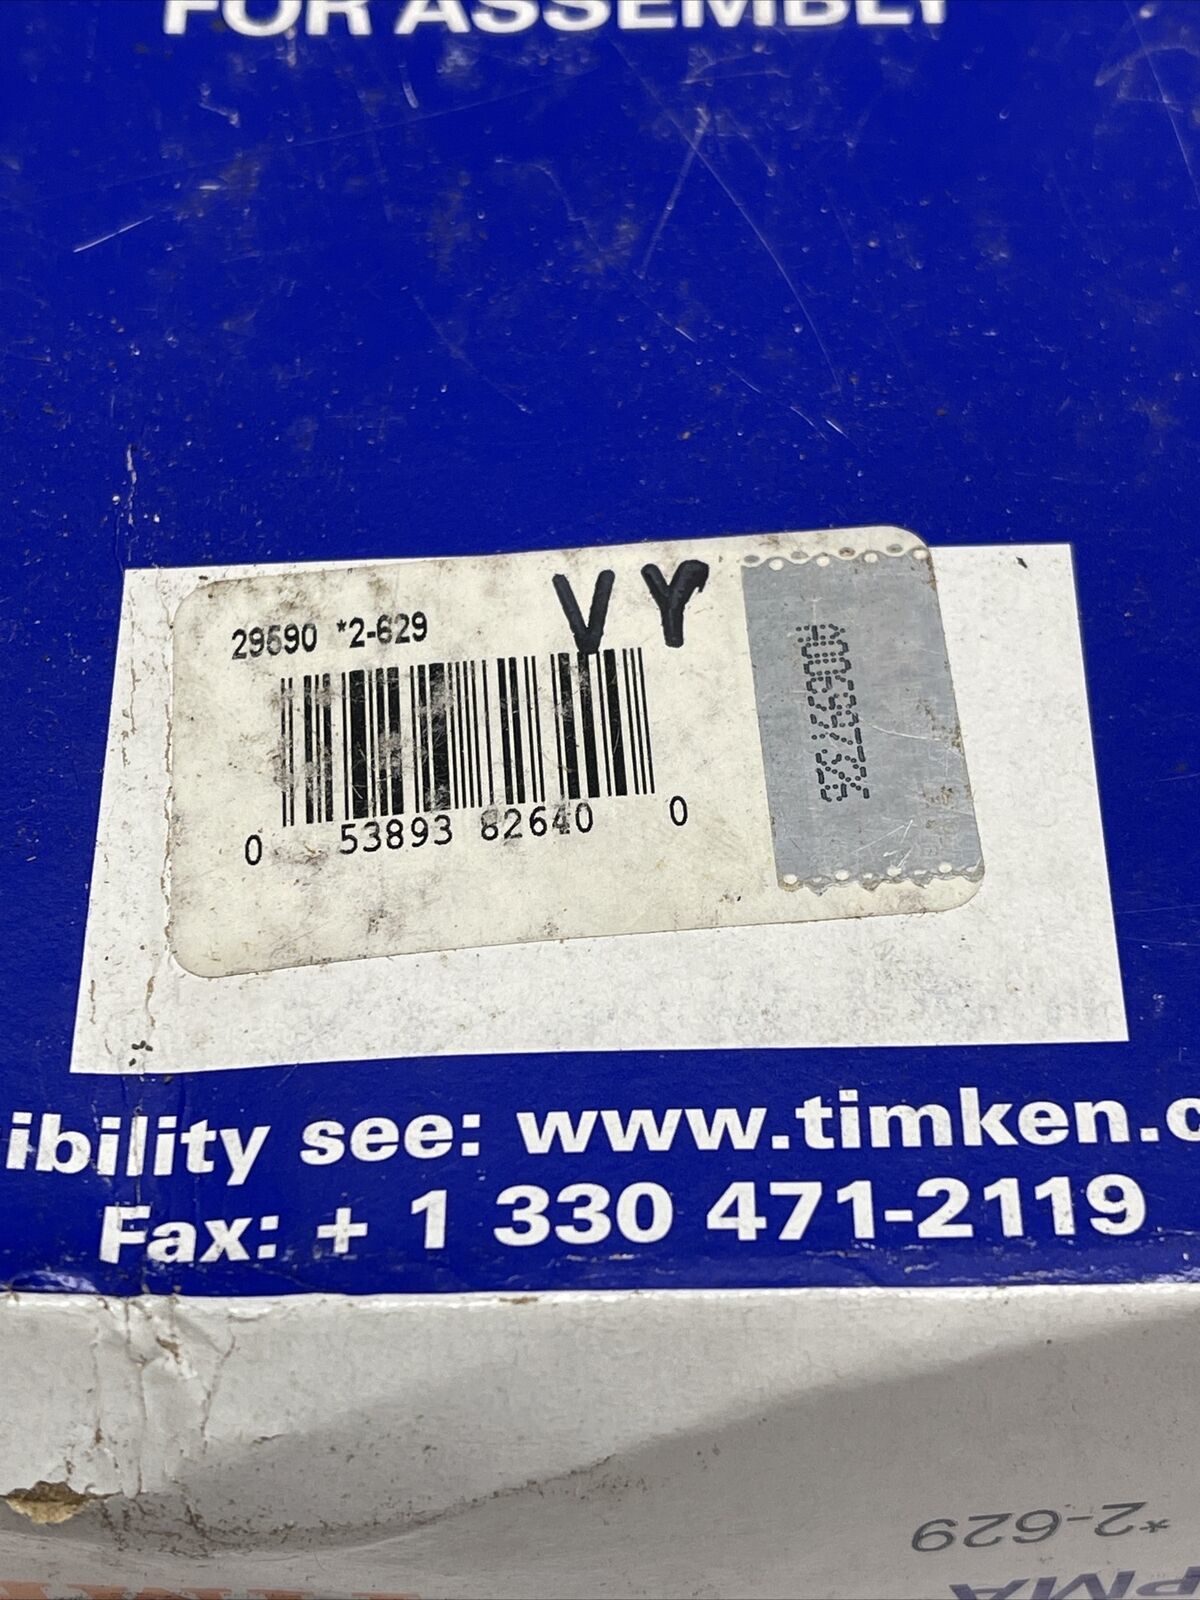 FOR ASSEMBLY
29590 *2-629
VY
0 53893 82640 0
ibility see: www.timken.c
Fax: + 1 330 471-2119
*2-629
PMA